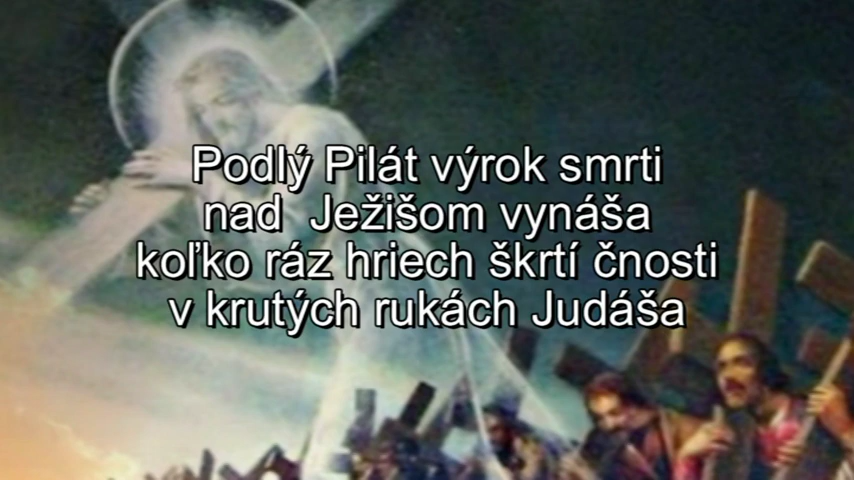 Podlý Pilát výrok smrti
nad Ježišom vynáša
koľko ráz hriech škrtí čnosti
v krutých rukách Judáša